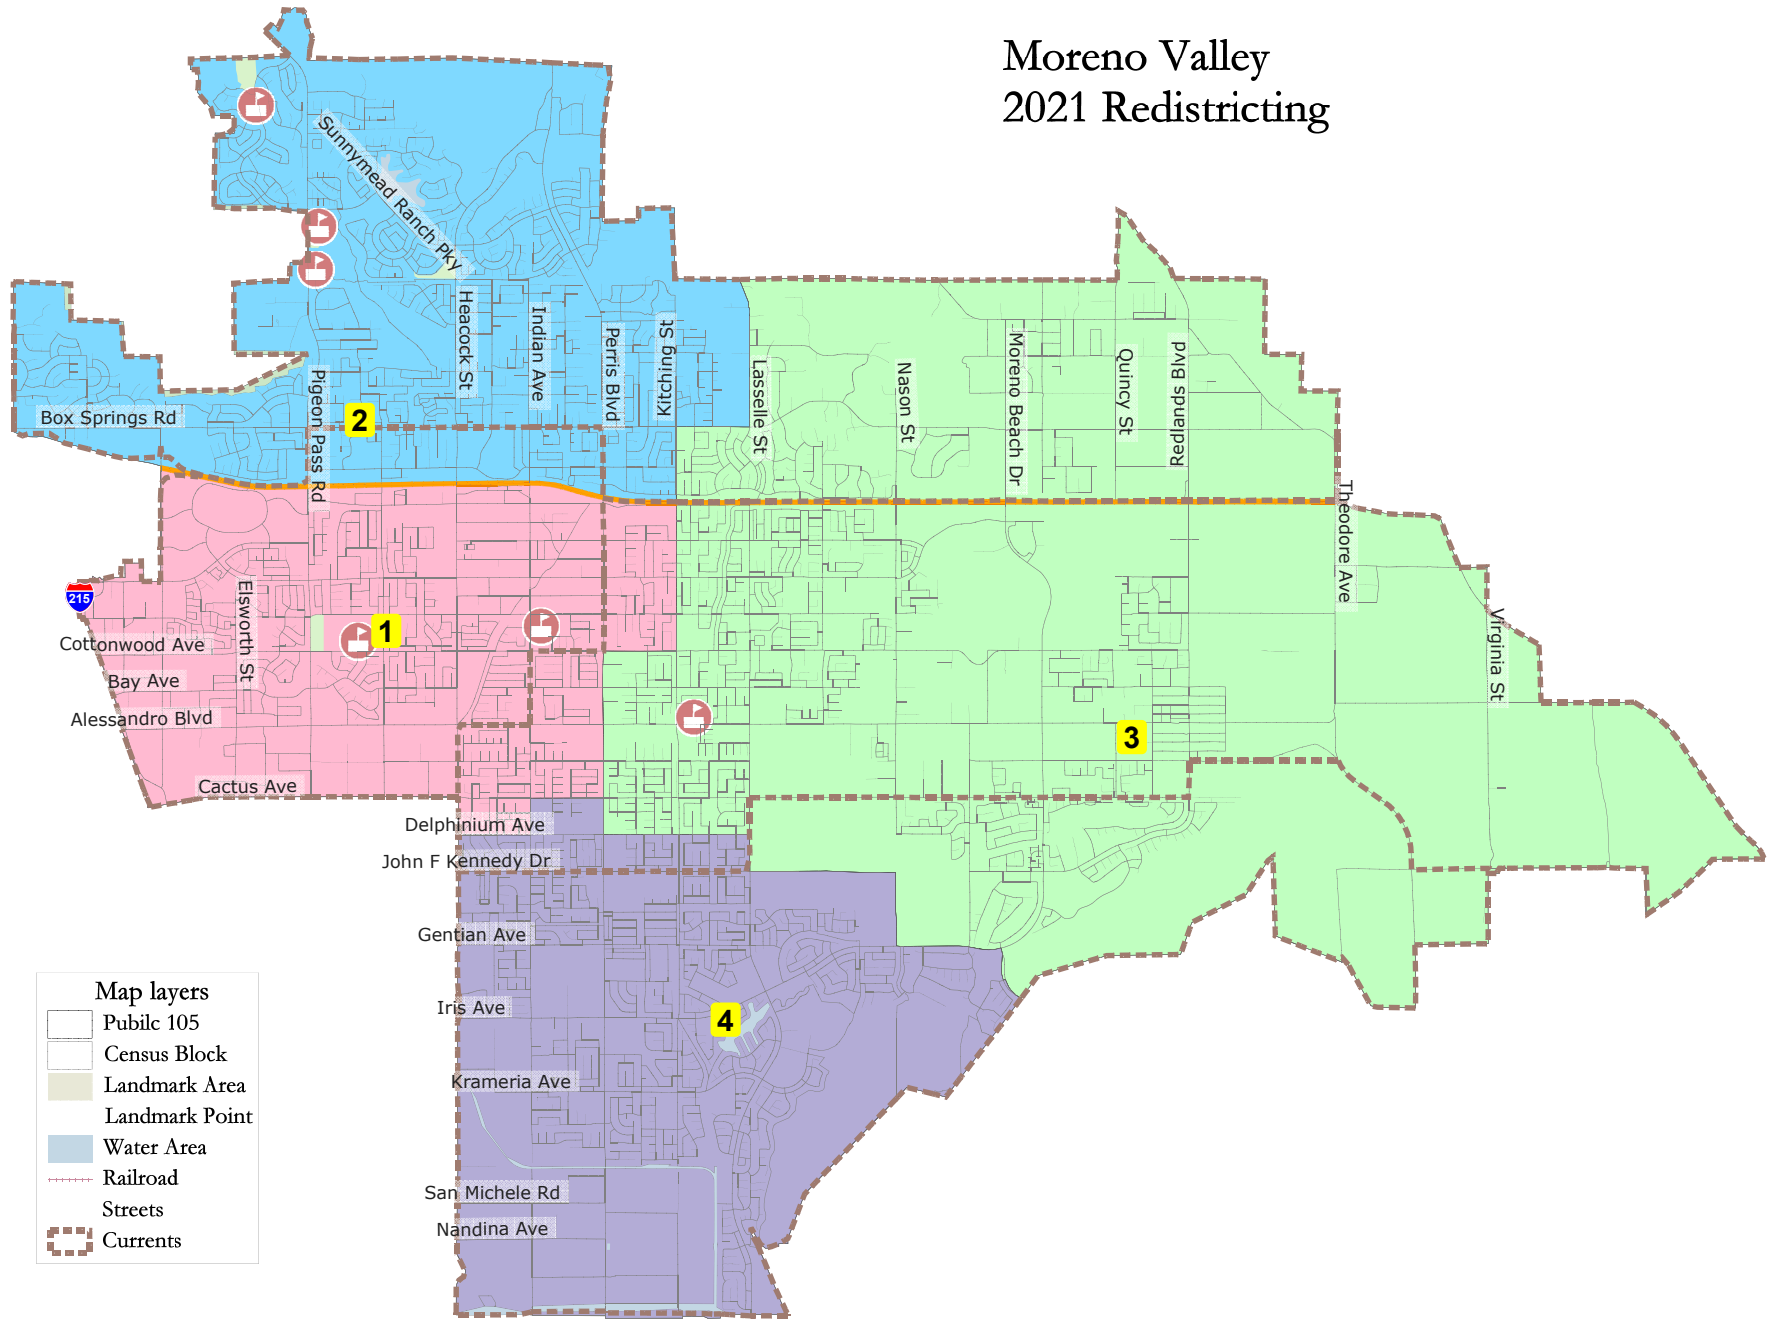 Moreno Valley
2021 Redistricting
Sunnymead Ranch Pky
Heacock St
Indian Ave
Perris Blvd
Kitching St
Pigeon Pass Rd
Box Springs Rd
2
Lasselle St
Nason St
Moreno Beach Dr
Quincy St
Redlands Blvd
Theodore Ave
Virginia St
215
Elsworth St
1
Cottonwood Ave
Bay Ave
Alessandro Blvd
3
Cactus Ave
Delphinium Ave
John F Kennedy Dr
Gentian Ave
Iris Ave
4
Krameria Ave
San Michele Rd
Nandina Ave
Map layers
Pubilc 105
Census Block
Landmark Area
Landmark Point
Water Area
Railroad
Streets
Currents